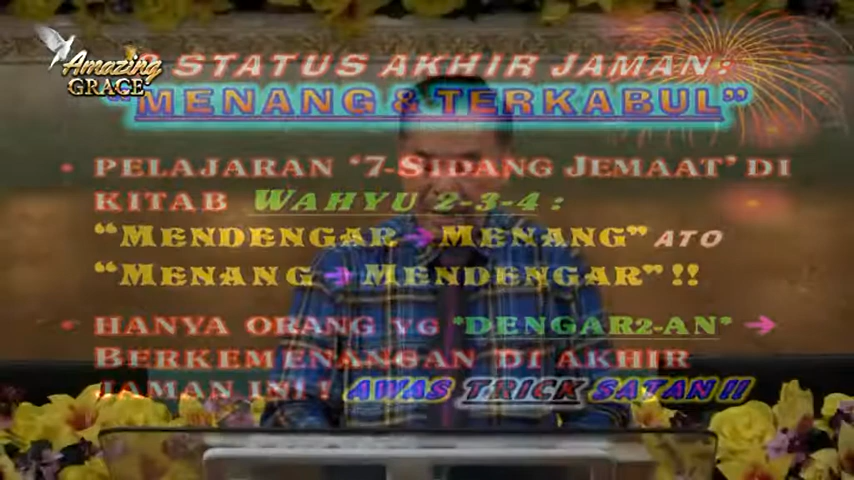 Amazing
GRACE
STATUS AKHIR JAMAN:
"MENANG & TERKABUL"
• PELAJARAN '7-SIDANG JEMAAT' DI
KITAB WAHYU 2-3-4 :
"MENDENGAR → MENANG" ATO
"MENANG → MENDENGAR" !!
• HANYA ORANG YG "DENGAR2-AN" →
BERKEMENANGAN DI AKHIR
JAMAN INI ! AWAS TRICK SATAN !!